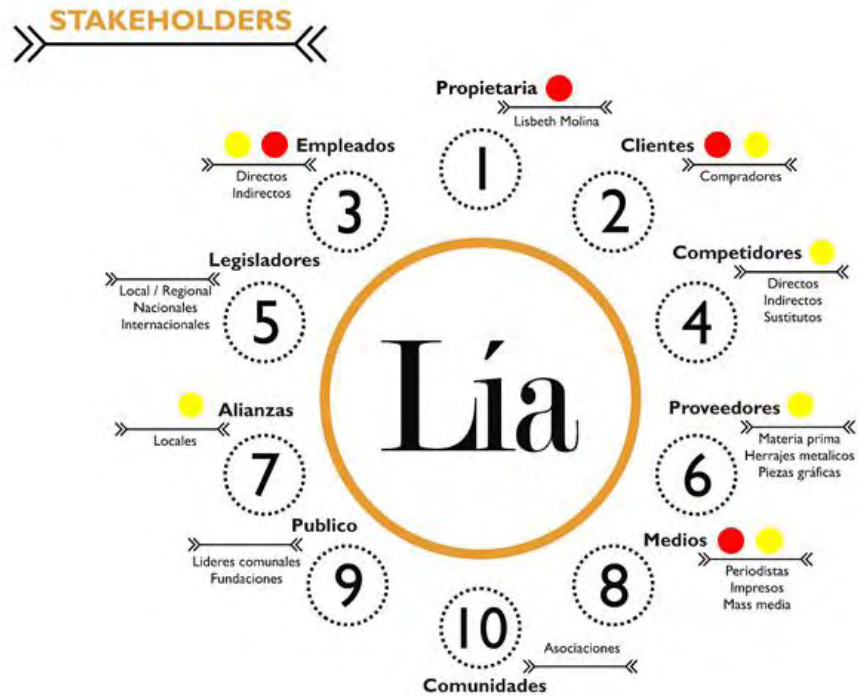 STAKEHOLDERS
Propietaria
Lisbeth Molina
1
Clientes
Compradores
2
Empleados
Directos
Indirectos
3
Competidores
Directos
Indirectos
Sustitutos
4
Legisladores
Local / Regional
Nacionales
Internacionales
5
Proveedores
Materia prima
Herrajes metalicos
Piezas gráficas
6
Alianzas
Locales
7
Medios
Periodistas
Impresos
Mass media
8
Publico
Lideres comunales
Fundaciones
9
10
Asociaciones
Comunidades
Lía